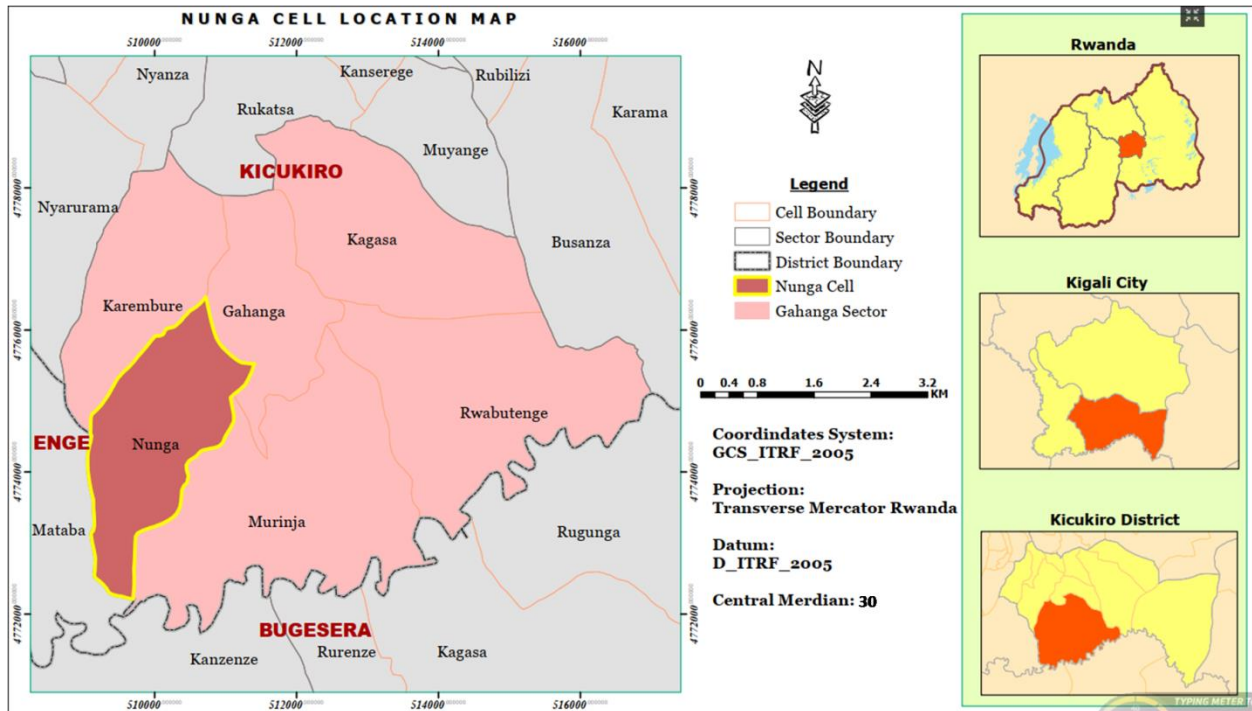 NUNGA CELL LOCATION MAP
510000 512000 514000 516000
Nyanza
Kanserege
Rubilizi
Rukatsa
Karama
Muyange
KICUKIRO
4778000 4778000
Nyarurama
Kagasa
Busanza
Karembure
Gahanga
4776000 4776000
Rwabutenge
ENGE
Nunga
4774000 4774000
Mataba
Murinja
Rugunga
4772000 4772000
BUGESERA
Kanzenze
Rurenze
Kagasa
510000 512000 514000 516000
N
Legend
Cell Boundary
Sector Boundary
District Boundary
Nunga Cell
Gahanga Sector
0 0.4 0.8 1.6 2.4 3.2
KM
Coordindates System:
GCS_ITRF_2005
Projection:
Transverse Mercator Rwanda
Datum:
D_ITRF_2005
Central Merdian: 30
Rwanda
Kigali City
Kicukiro District
TYPING METER